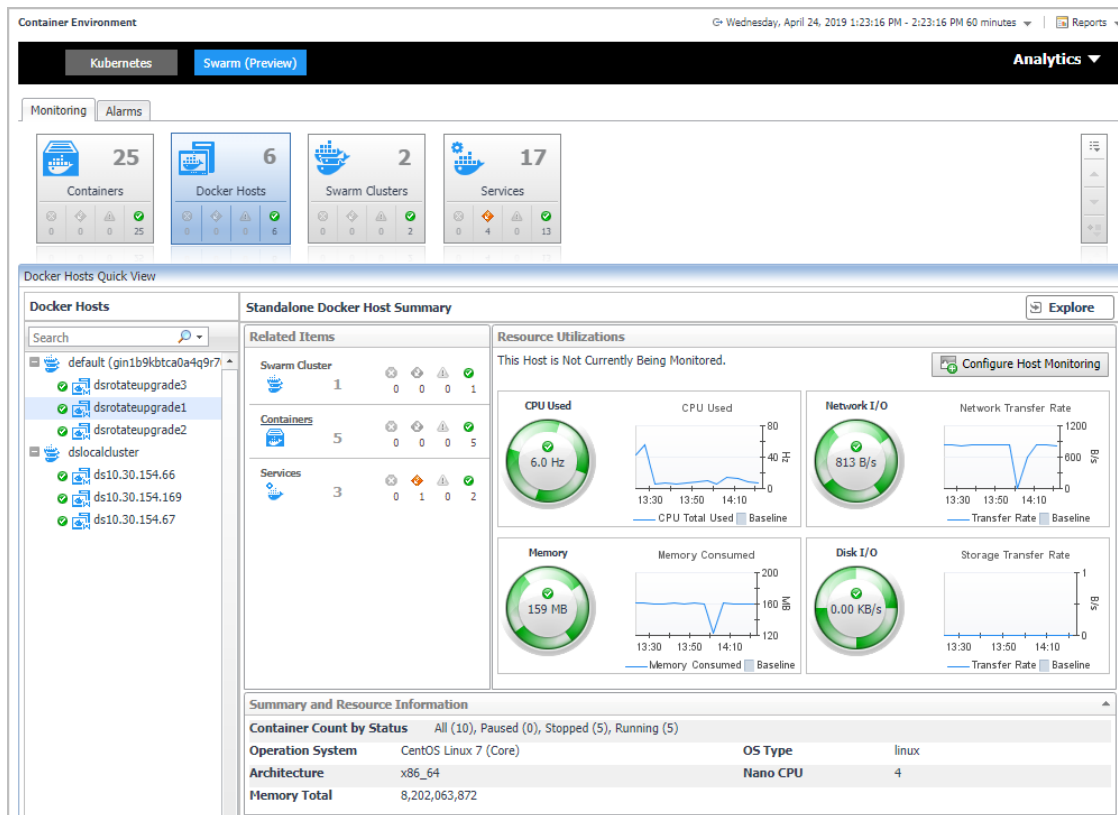 Container Environment
Wednesday, April 24, 2019 1:23:16 PM - 2:23:16 PM 60 minutes
Reports
Kubernetes
Swarm (Preview)
Analytics
Monitoring
Alarms
25
Containers
0 0 0 25
6
Docker Hosts
0 0 0 6
2
Swarm Clusters
0 0 0 2
17
Services
0 4 0 13
Docker Hosts Quick View
Docker Hosts
Search
default (gin1b9kbtca0a4q9r7
dsrotateupgrade3
dsrotateupgrade1
dsrotateupgrade2
dslocalcluster
ds10.30.154.66
ds10.30.154.169
ds10.30.154.67
Standalone Docker Host Summary
Explore
Related Items
Swarm Cluster
1
0 0 0 1
Containers
5
0 0 0 5
Services
3
0 1 0 2
Resource Utilizations
This Host is Not Currently Being Monitored.
Configure Host Monitoring
CPU Used
6.0 Hz
CPU Used
80
40
0
Hz
13:30 13:50 14:10
CPU Total Used Baseline
Network I/O
813 B/s
Network Transfer Rate
1200
600
0
B/s
13:30 13:50 14:10
Transfer Rate Baseline
Memory
159 MB
Memory Consumed
200
160
120
MB
13:30 13:50 14:10
Memory Consumed Baseline
Disk I/O
0.00 KB/s
Storage Transfer Rate
1
0
B/s
13:30 13:50 14:10
Transfer Rate Baseline
Summary and Resource Information
Container Count by Status All (10), Paused (0), Stopped (5), Running (5)
Operation System CentOS Linux 7 (Core) OS Type linux
Architecture x86_64 Nano CPU 4
Memory Total 8,202,063,872